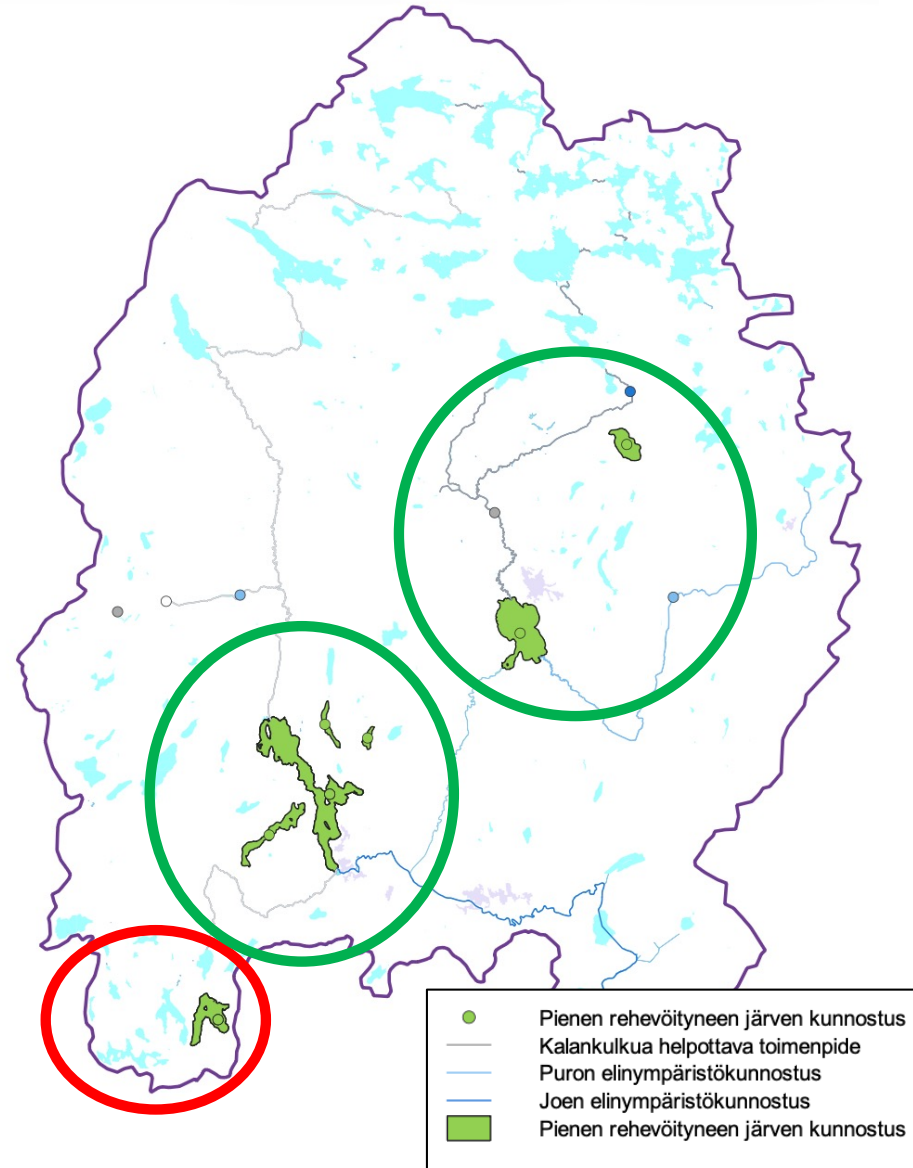 Pienen rehevöityneen järven kunnostus
Kalankulkua helpottava toimenpide
Puron elinympäristökunnostus
Joen elinympäristökunnostus
Pienen rehevöityneen järven kunnostus